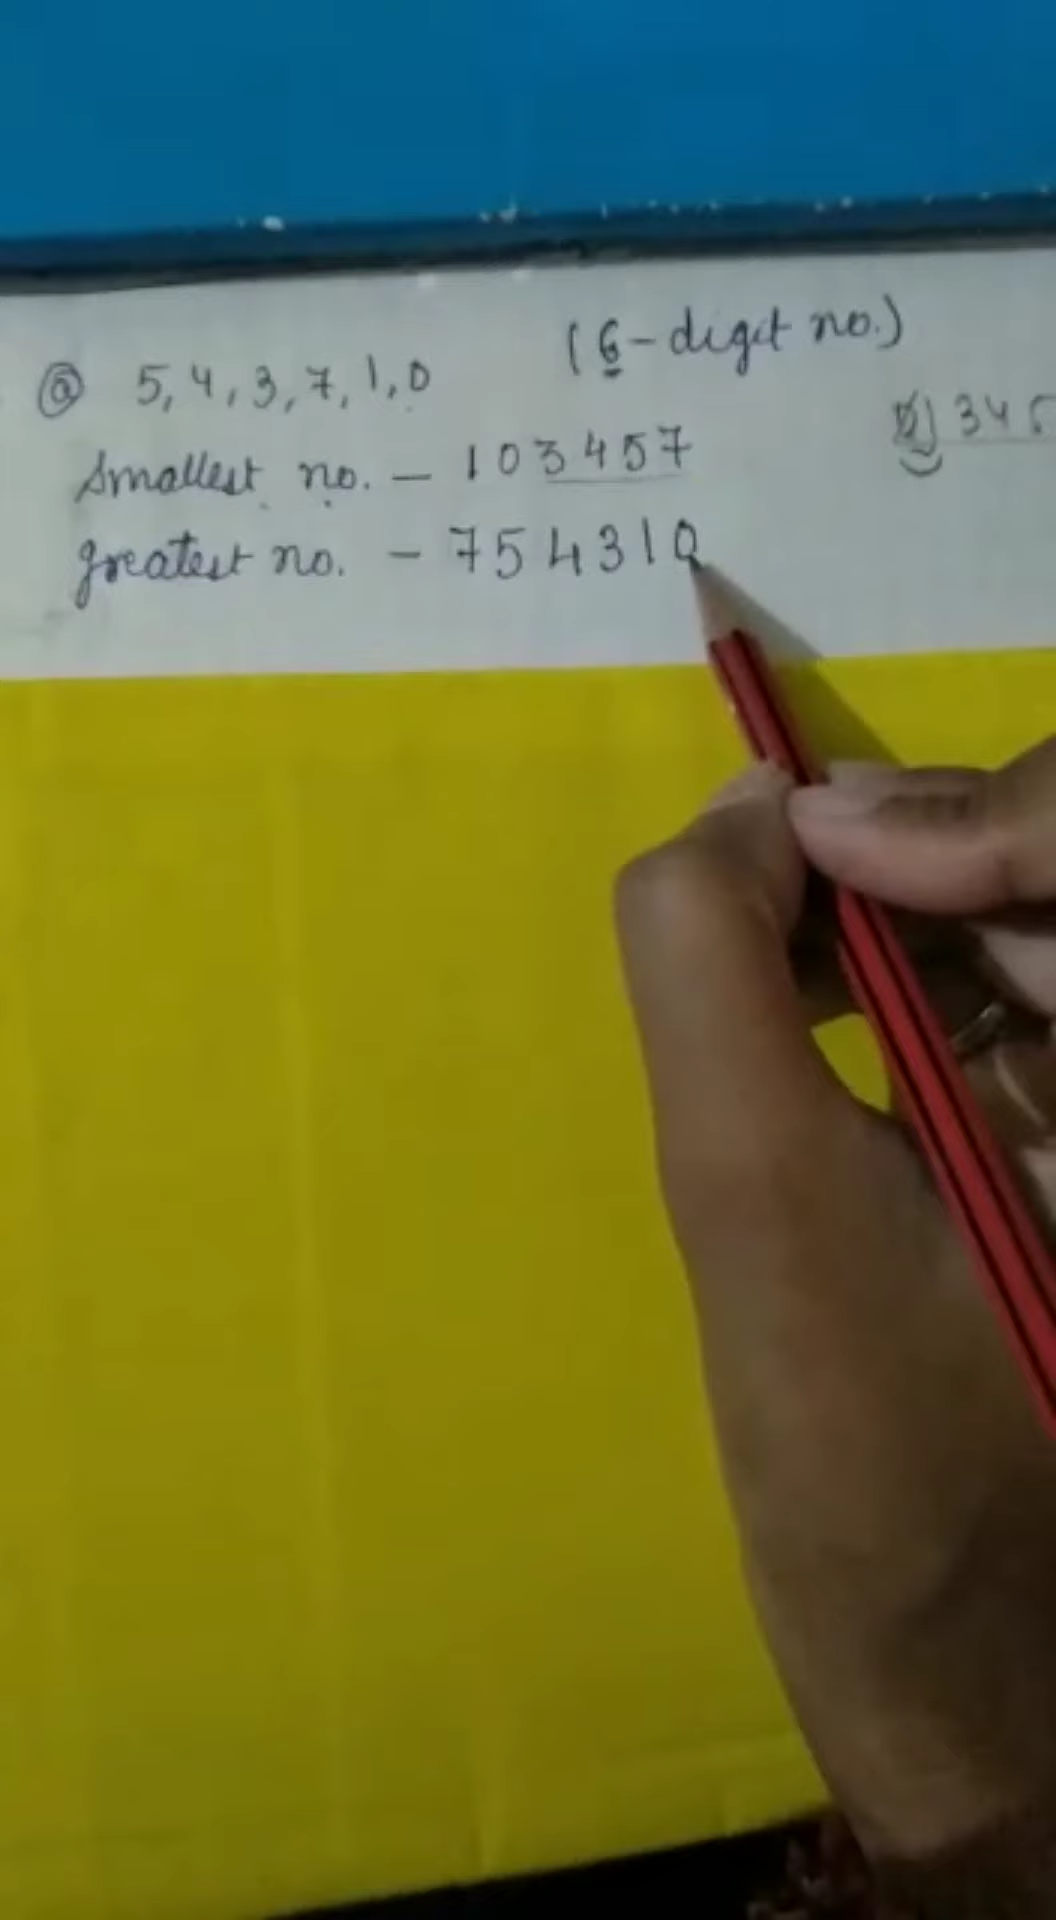 (6-digit no.)
ⓐ 5, 4, 3, 7, 1, 0
Smallest no. – 103457
345
greatest no. – 754310